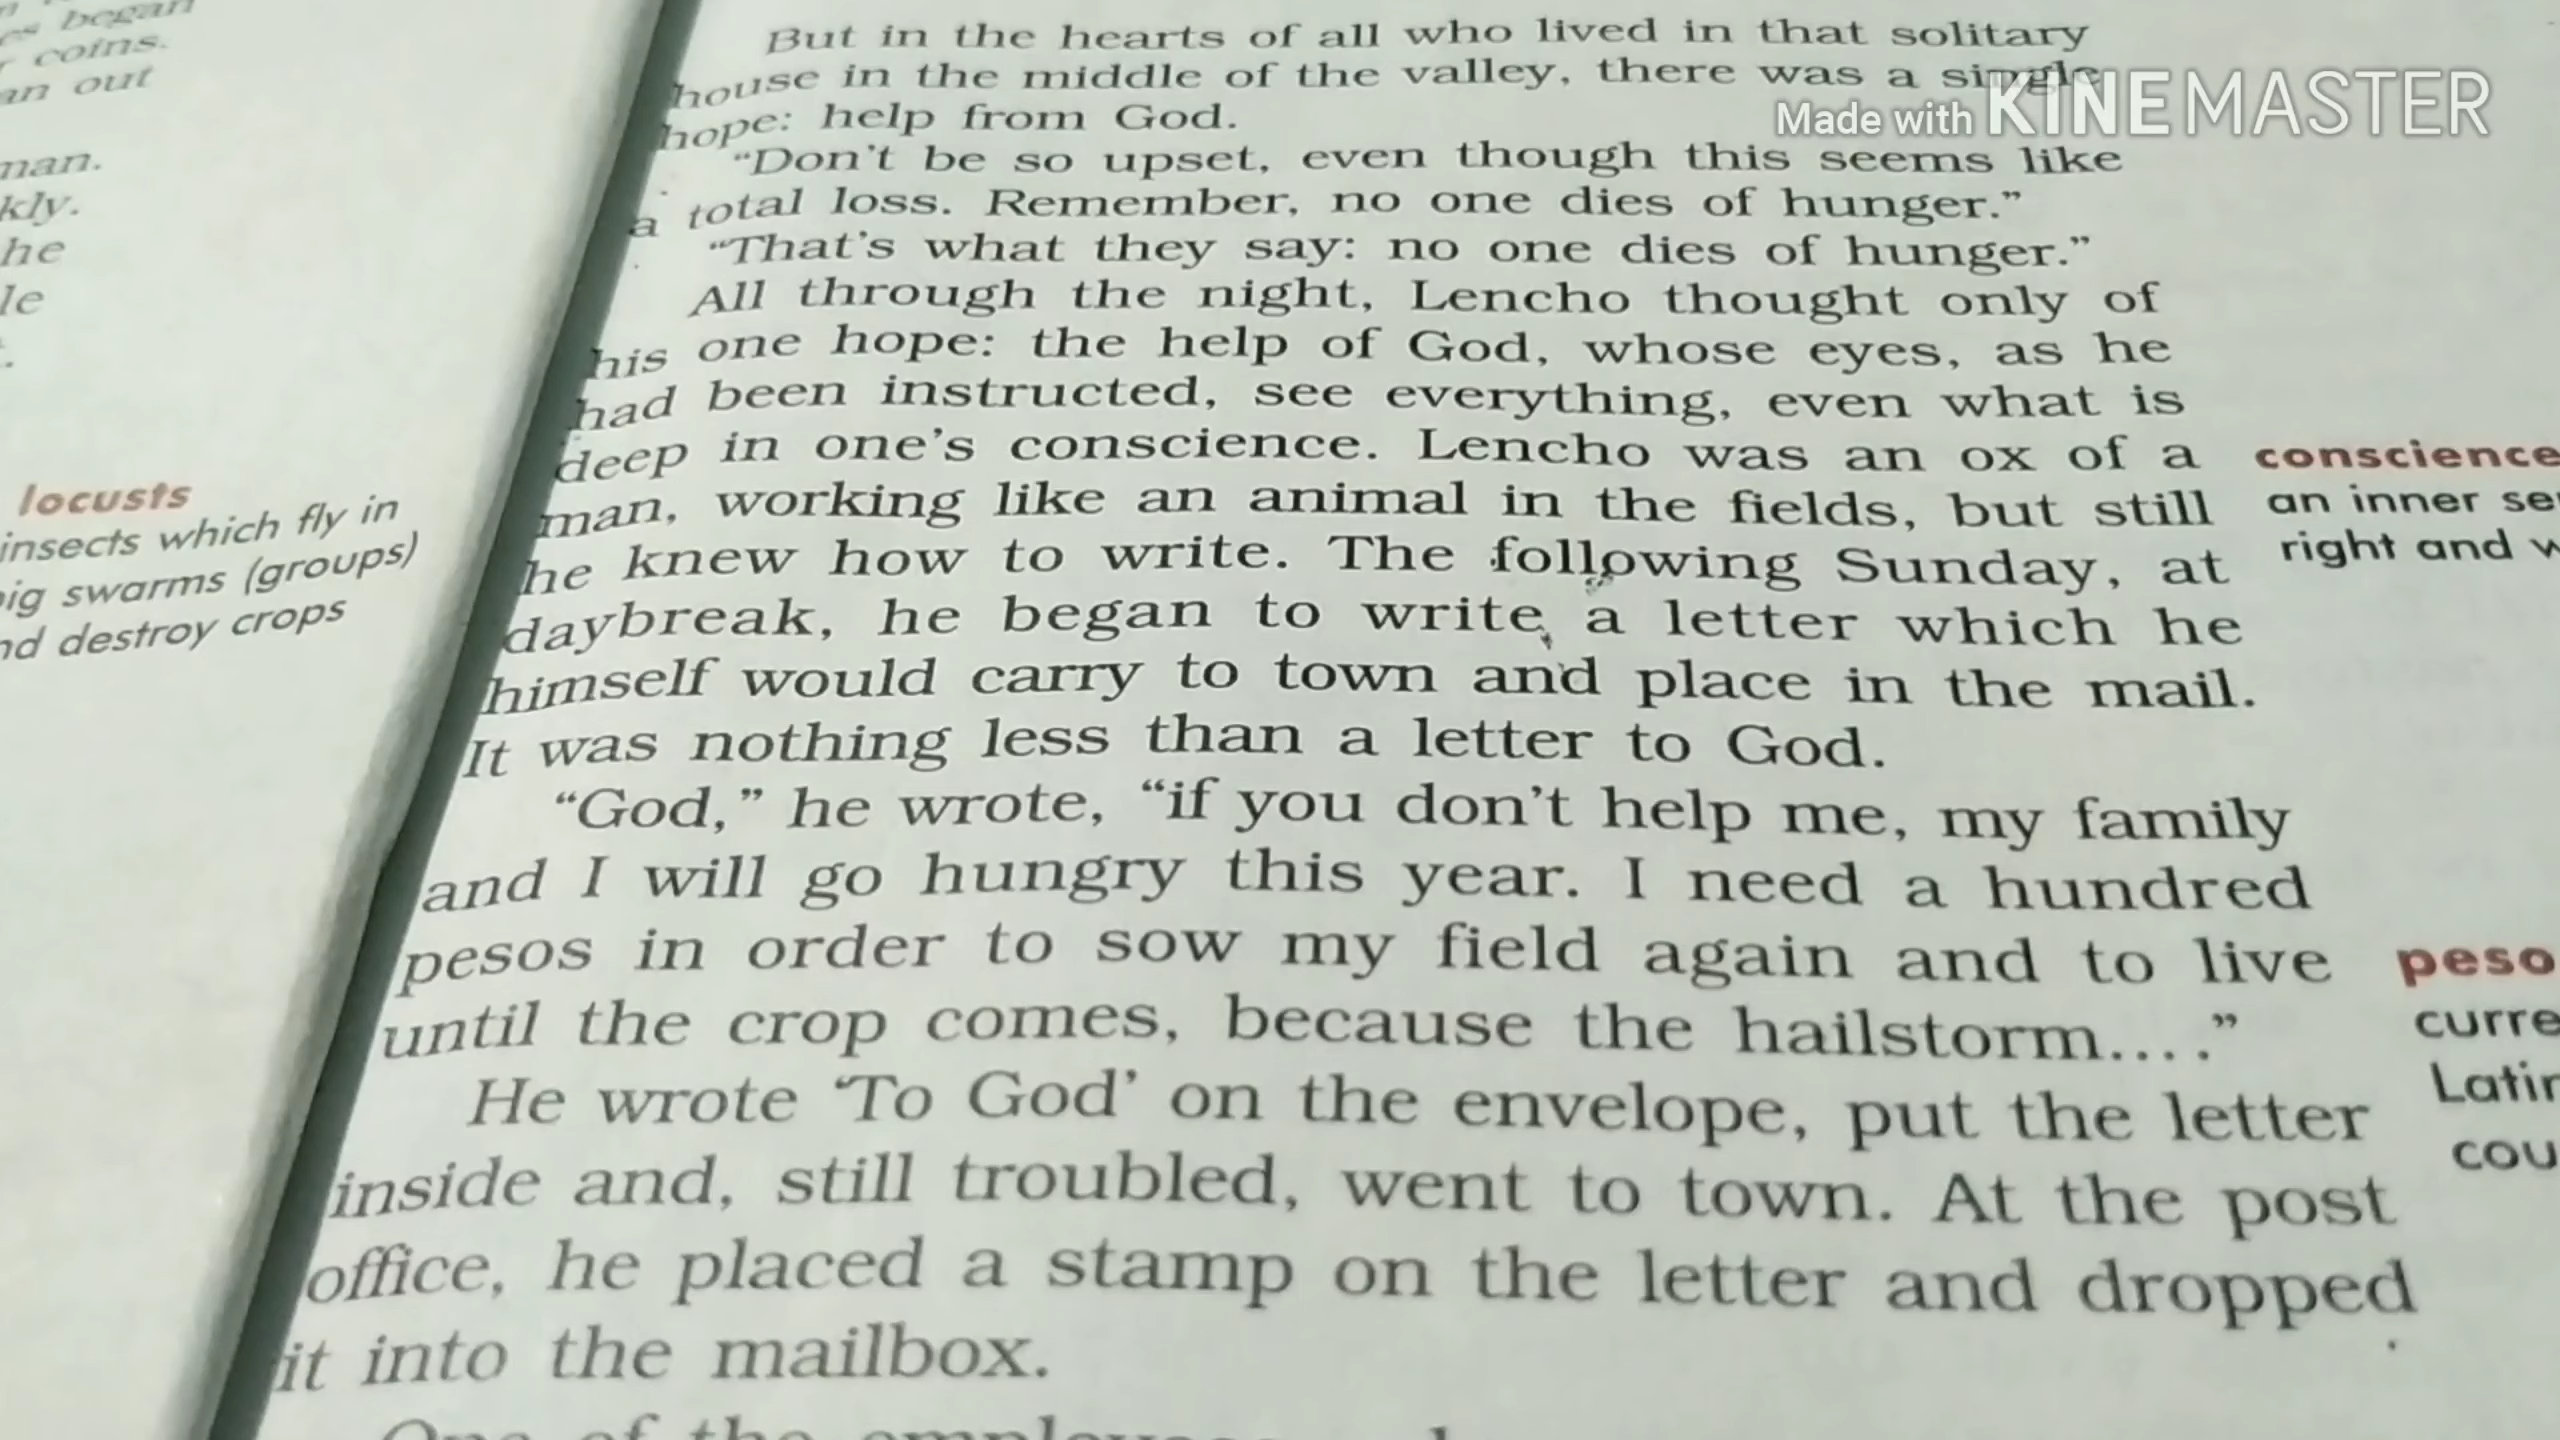 began
coins.
an out
man.
kly.
he
le
locusts
insects which fly in
big swarms (groups)
nd destroy crops
But in the hearts of all who lived in that solitary
house in the middle of the valley, there was a single
hope: help from God.
“Don’t be so upset, even though this seems like
a total loss. Remember, no one dies of hunger.”
“That’s what they say: no one dies of hunger.”
All through the night, Lencho thought only of
his one hope: the help of God, whose eyes, as he
had been instructed, see everything, even what is
deep in one’s conscience. Lencho was an ox of a
man, working like an animal in the fields, but still
he knew how to write. The following Sunday, at
daybreak, he began to write a letter which he
himself would carry to town and place in the mail.
It was nothing less than a letter to God.
“God,” he wrote, “if you don’t help me, my family
and I will go hungry this year. I need a hundred
pesos in order to sow my field again and to live
until the crop comes, because the hailstorm....”
He wrote ‘To God’ on the envelope, put the letter
inside and, still troubled, went to town. At the post
office, he placed a stamp on the letter and dropped
it into the mailbox.
One of the
conscience
an inner
right and
peso
curre
Latin
cou
Made with KINEMASTER